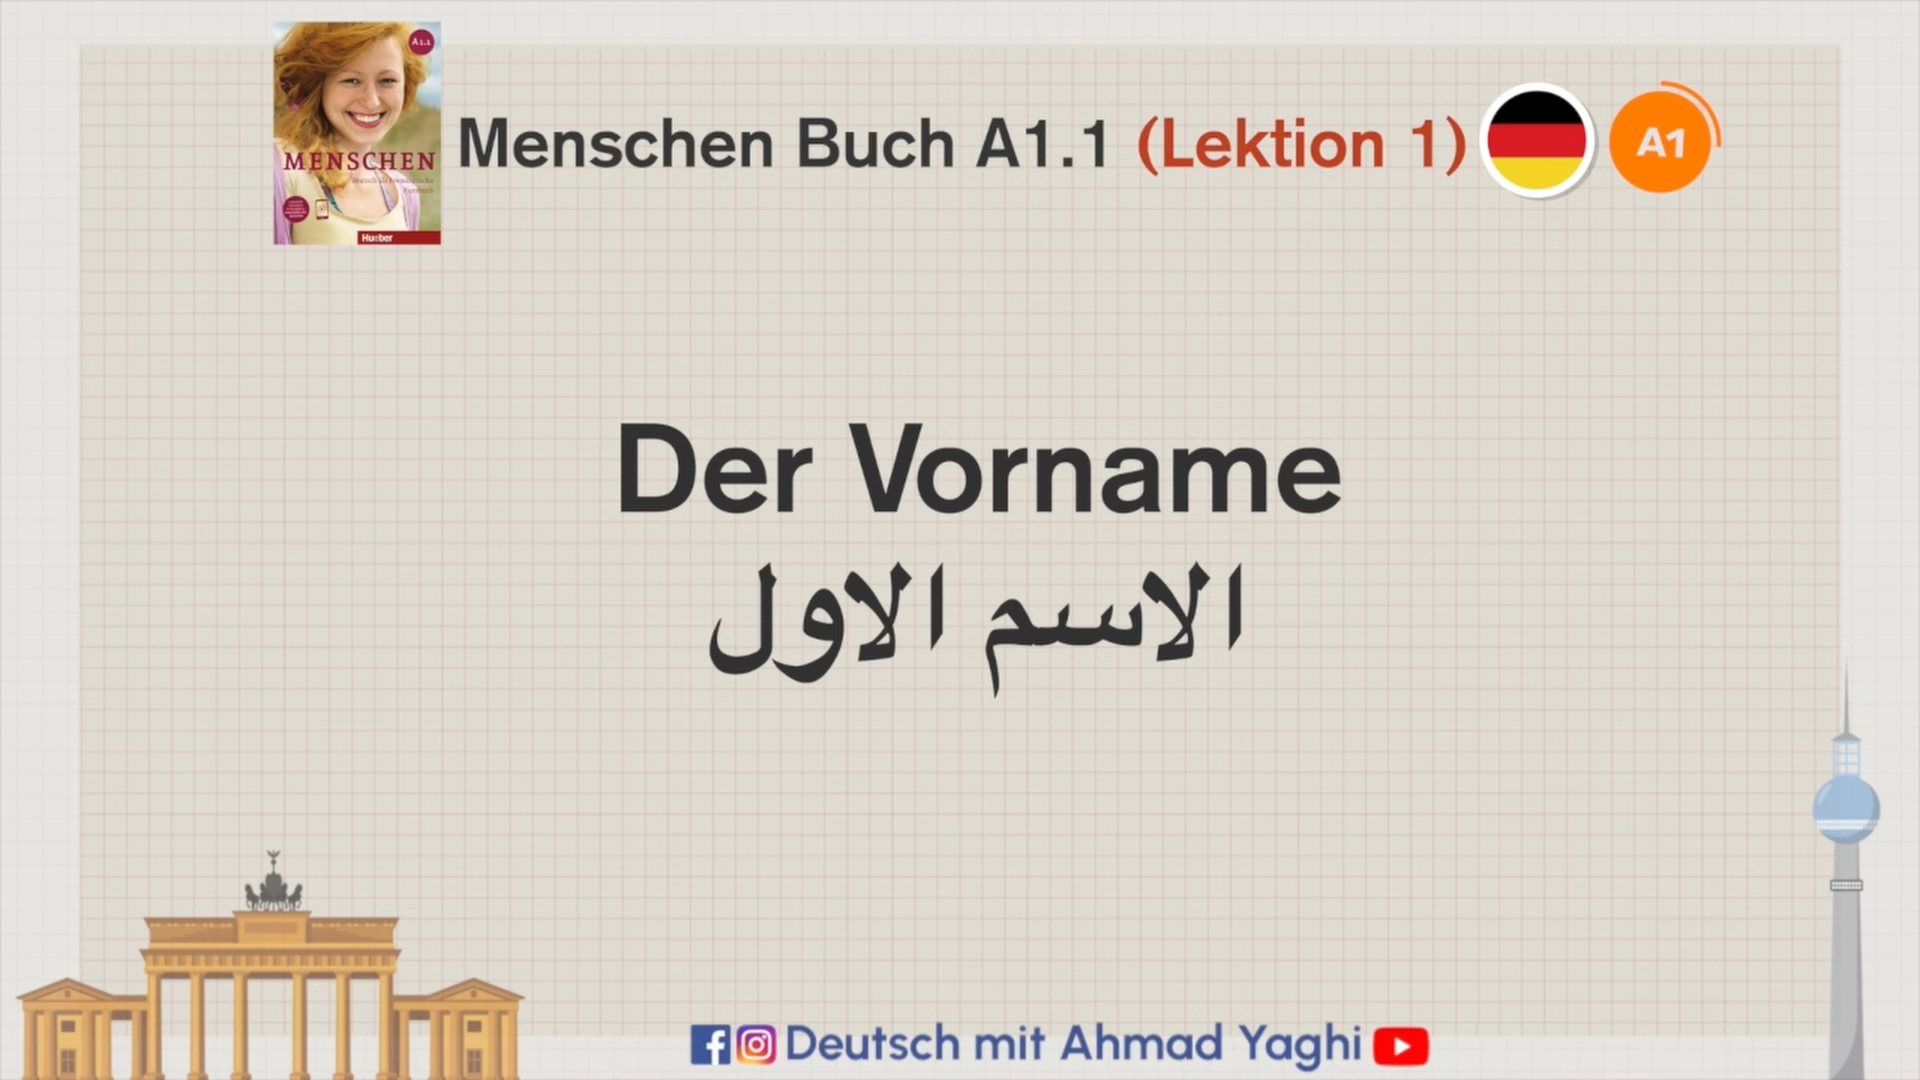 A1.1
MENSCHEN
Hueber
Menschen Buch A1.1 (Lektion 1)
A1
Der Vorname
الاسم الاول
Deutsch mit Ahmad Yaghi